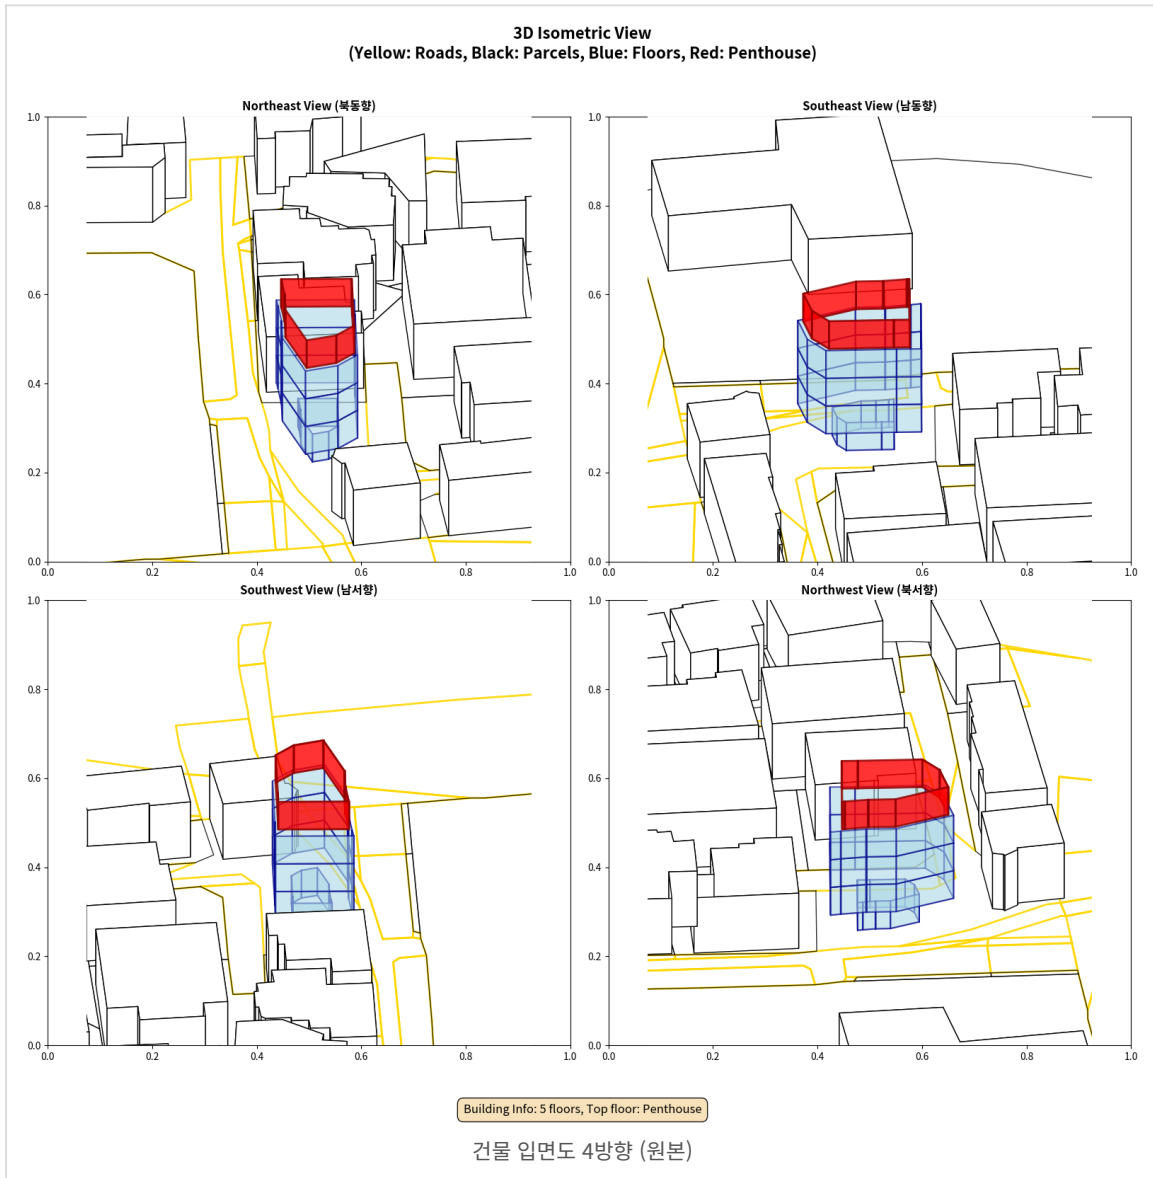 3D Isometric View
(Yellow: Roads, Black: Parcels, Blue: Floors, Red: Penthouse)
Northeast View (북동향)
1.0
0.8
0.6
0.4
0.2
0.0
0.0 0.2 0.4 0.6 0.8 1.0
Southeast View (남동향)
1.0
0.8
0.6
0.4
0.2
0.0
0.0 0.2 0.4 0.6 0.8 1.0
Southwest View (남서향)
1.0
0.8
0.6
0.4
0.2
0.0
0.0 0.2 0.4 0.6 0.8 1.0
Northwest View (북서향)
1.0
0.8
0.6
0.4
0.2
0.0
0.0 0.2 0.4 0.6 0.8 1.0
Building Info: 5 floors, Top floor: Penthouse
건물 입면도 4방향 (원본)